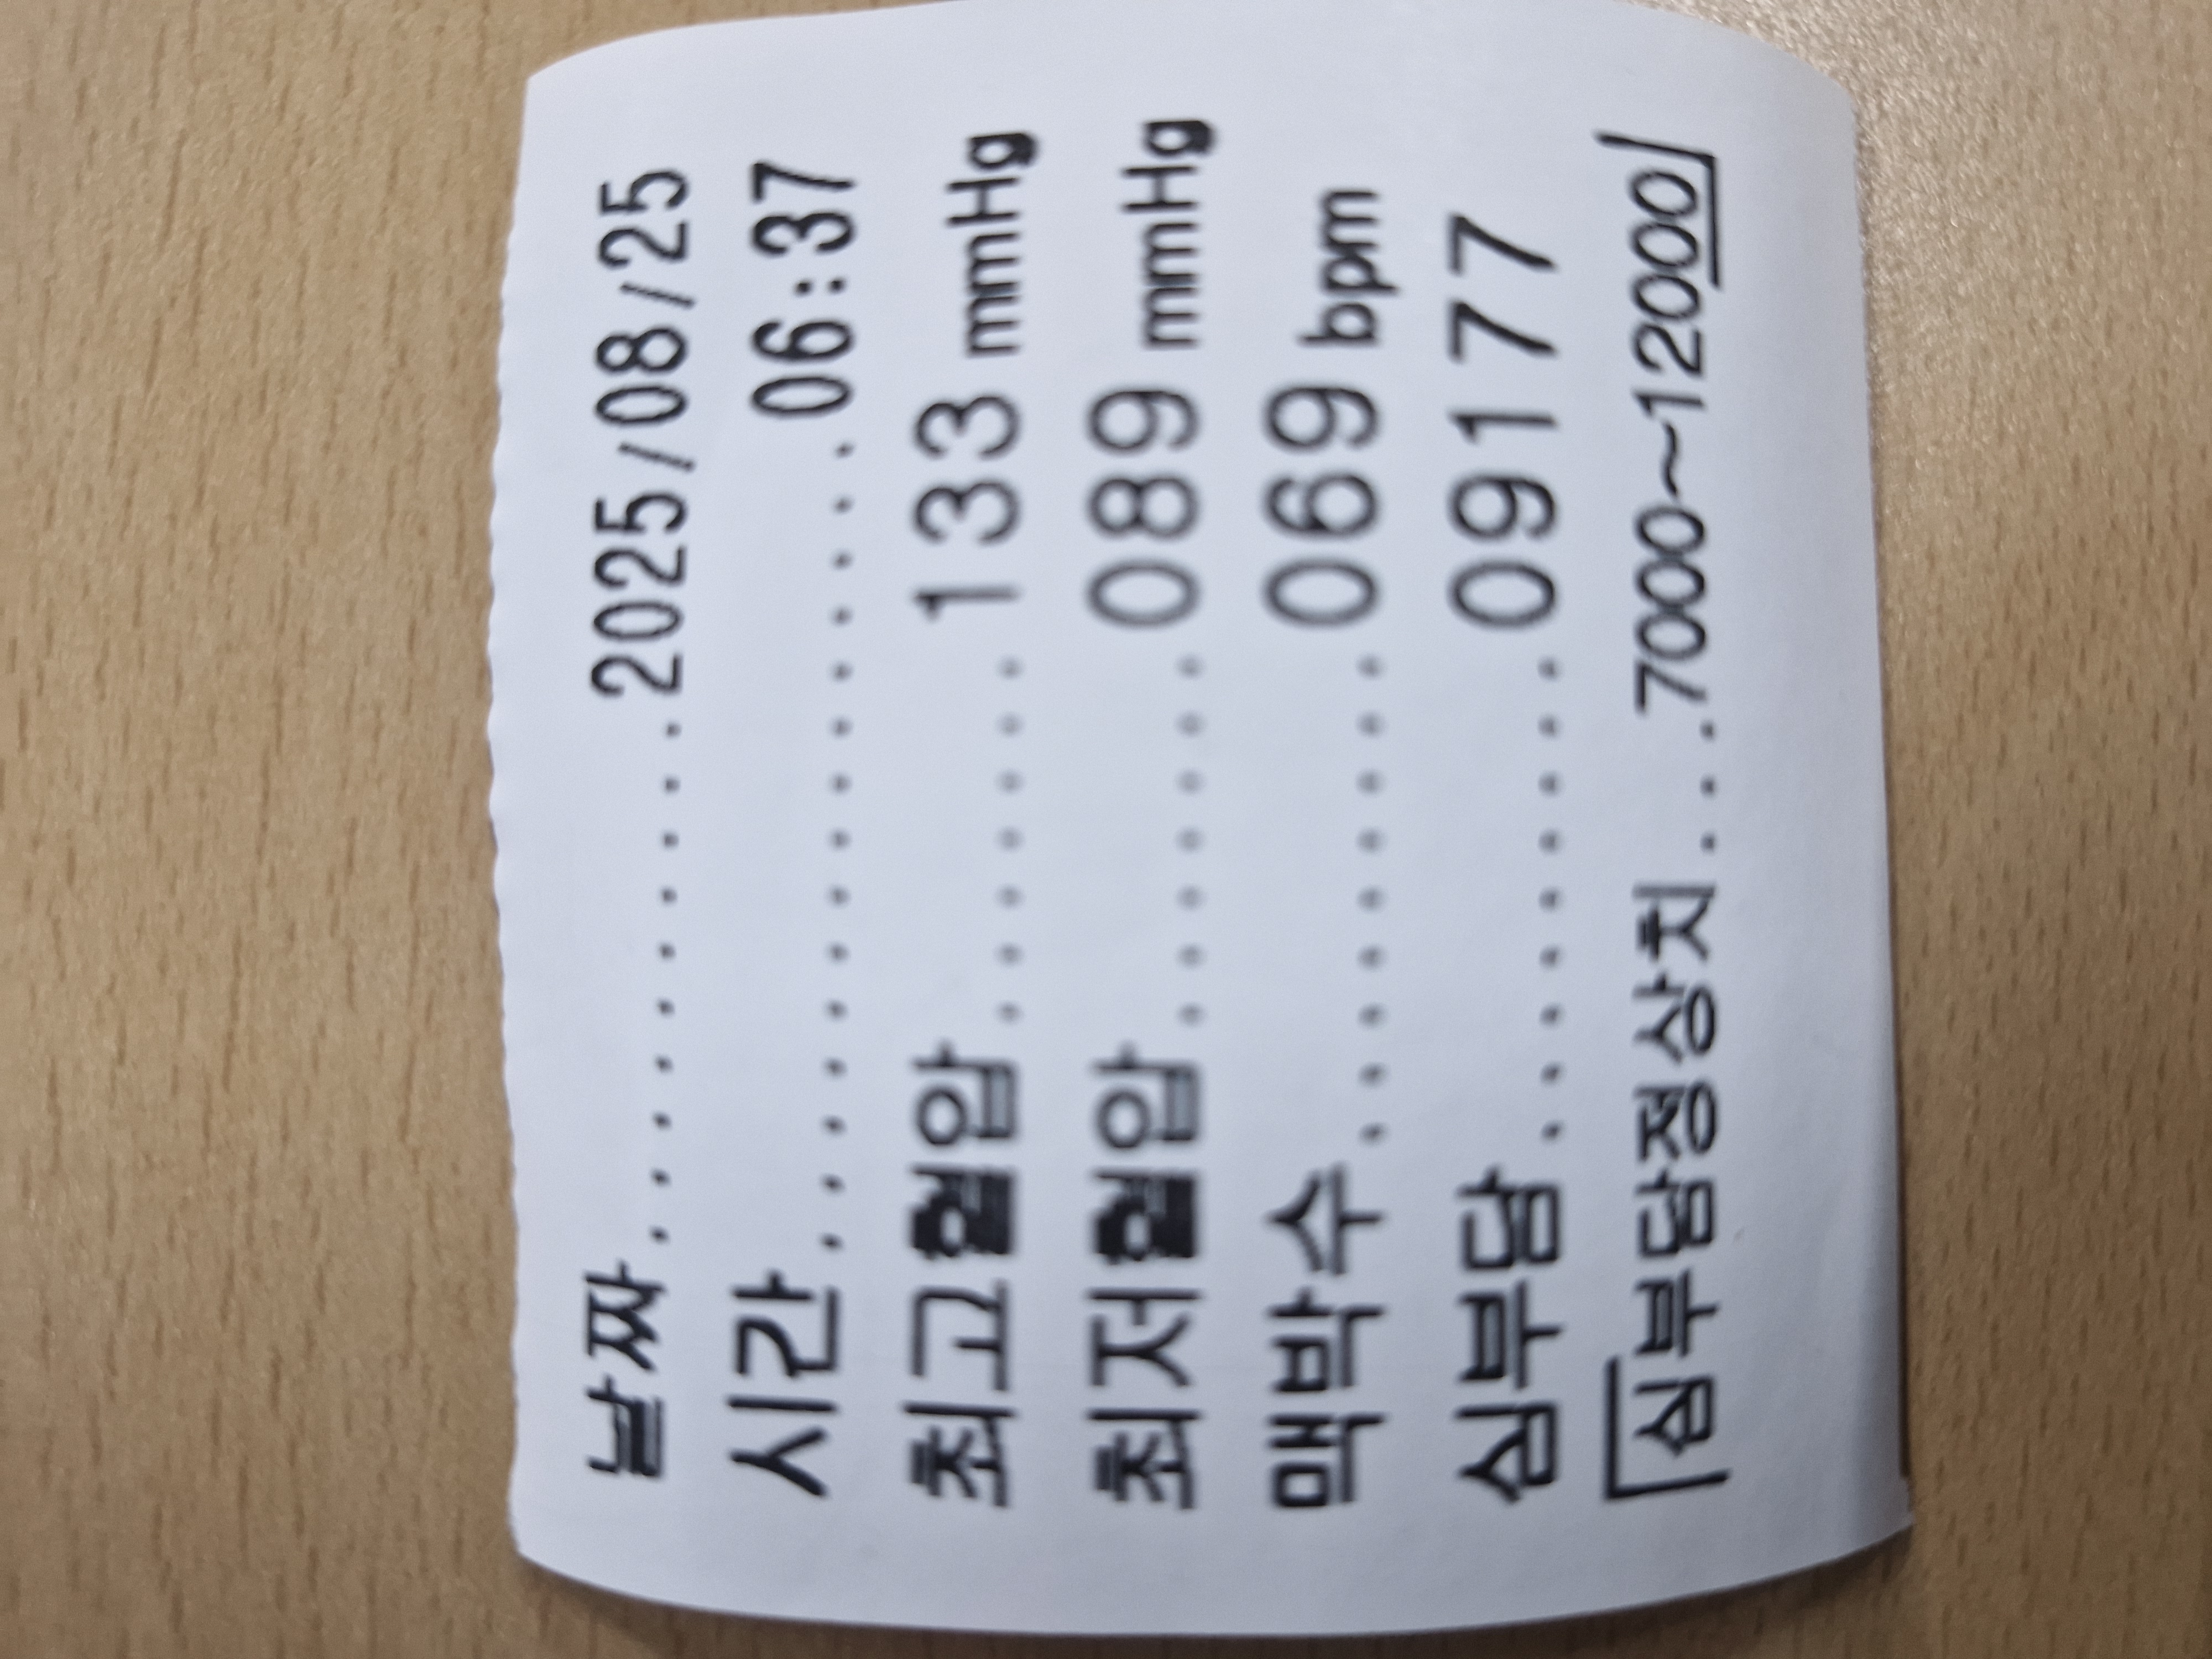 날짜..........2025/08/25
시간...............06:37
최고혈압.......133 mmHg
최저혈압.......089 mmHg
맥박수.........069 bpm
심부담.........09177
심부담정상치...7000~12000